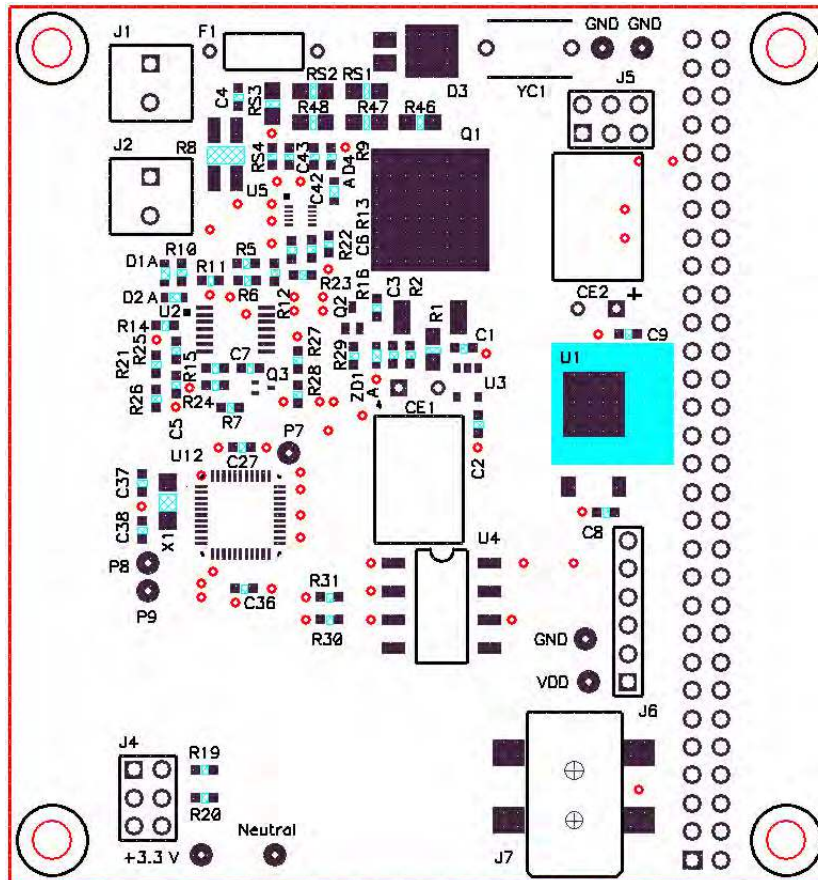 J1
F1
GND GND
C4
RS3
RS2 RS1
D3
YC1
J5
R48 R47 R46
Q1
J2
R8
RS4
C43
D4
R9
A
U5
C42
R13
C6
R22
D1 A
R10
R5
R11
R6
R23
R16
C3
R2
D2 A
U2
R12
Q2
R1
CE2 +
R14
R25
R27
C1
C9
R21
R15
C7
R29
U1
R26
R24
Q3
R28
ZD1
A
U3
C5
R7
CE1
P7
C2
U12
C27
C37
C38
X1
U4
C8
P8
P9
C36
R31
R30
GND
VDD
J6
J4
R19
R20
Neutral
+3.3 V
J7